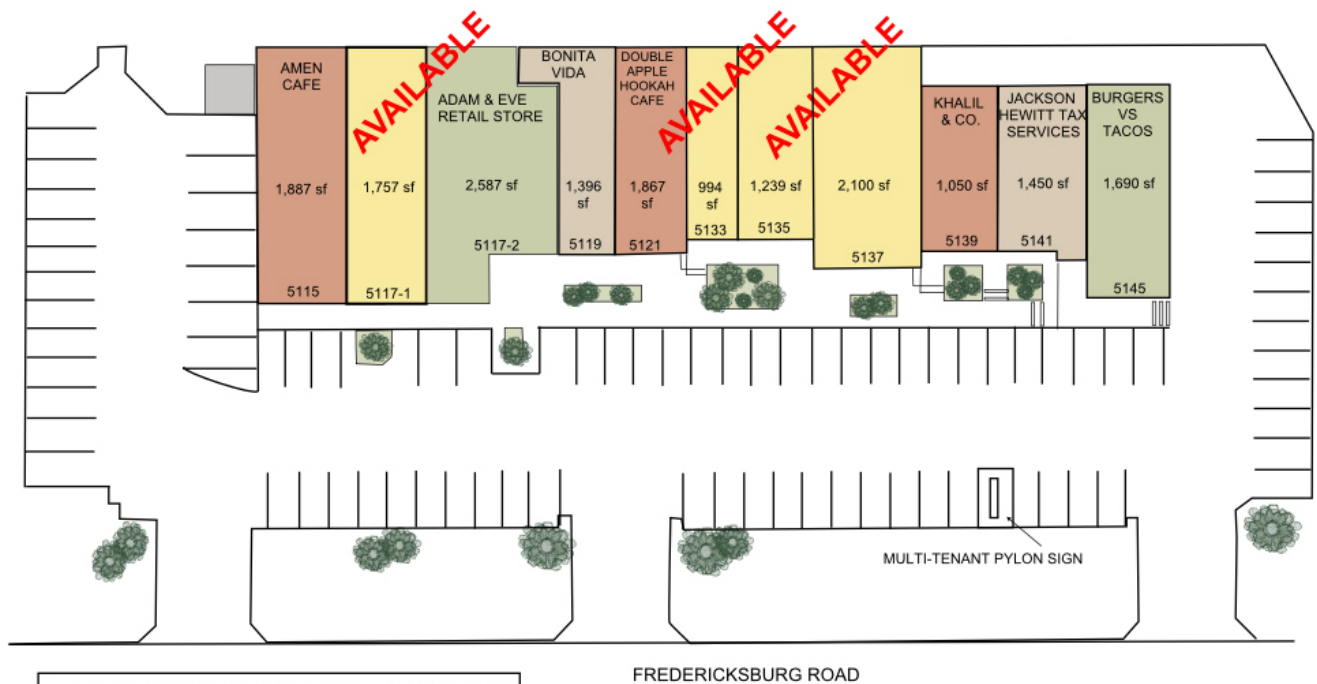 AMEN
CAFE
1,887 sf
5115
AVAILABLE
1,757 sf
5117-1
ADAM & EVE
RETAIL STORE
2,587 sf
5117-2
BONITA
VIDA
1,396
sf
5119
DOUBLE
APPLE
HOOKAH
CAFE
1,867
sf
5121
AVAILABLE
994
sf
5133
1,239 sf
5135
AVAILABLE
2,100 sf
5137
KHALIL
& CO.
1,050 sf
5139
JACKSON
HEWITT TAX
SERVICES
1,450 sf
5141
BURGERS
VS
TACOS
1,690 sf
5145
MULTI-TENANT PYLON SIGN
FREDERICKSBURG ROAD